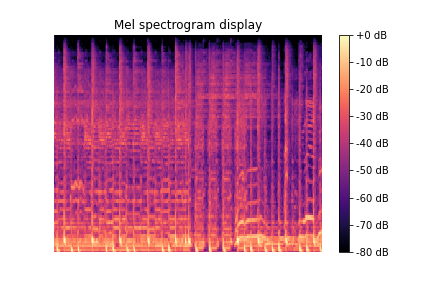 Mel spectrogram display
+0 dB
-10 dB
-20 dB
-30 dB
-40 dB
-50 dB
-60 dB
-70 dB
-80 dB